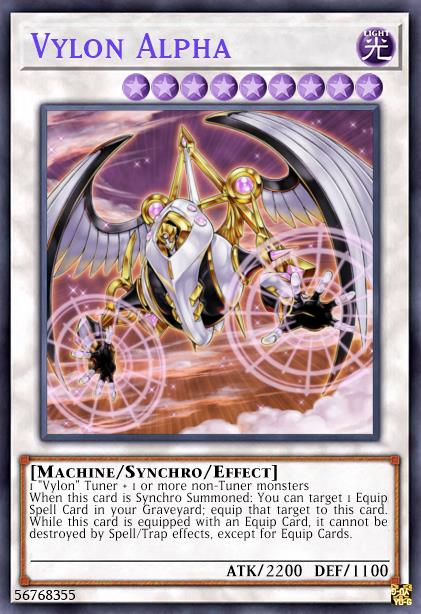 Vylon Alpha
LIGHT
光
[Machine/Synchro/Effect]
1 "Vylon" Tuner + 1 or more non-Tuner monsters
When this card is Synchro Summoned: You can target 1 Equip
Spell Card in your Graveyard; equip that target to this card.
While this card is equipped with an Equip Card, it cannot be
destroyed by Spell/Trap effects, except for Equip Cards.
ATK/2200 DEF/1100
56768355